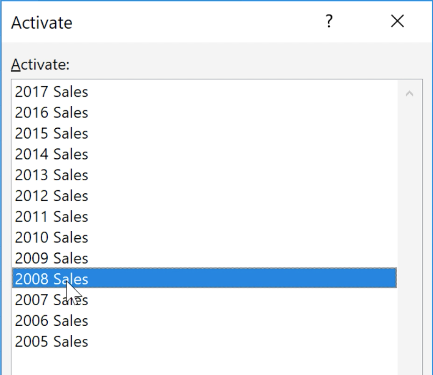 Activate ?
Activate:
2017 Sales
2016 Sales
2015 Sales
2014 Sales
2013 Sales
2012 Sales
2011 Sales
2010 Sales
2009 Sales
2008 Sales
2007 Sales
2006 Sales
2005 Sales